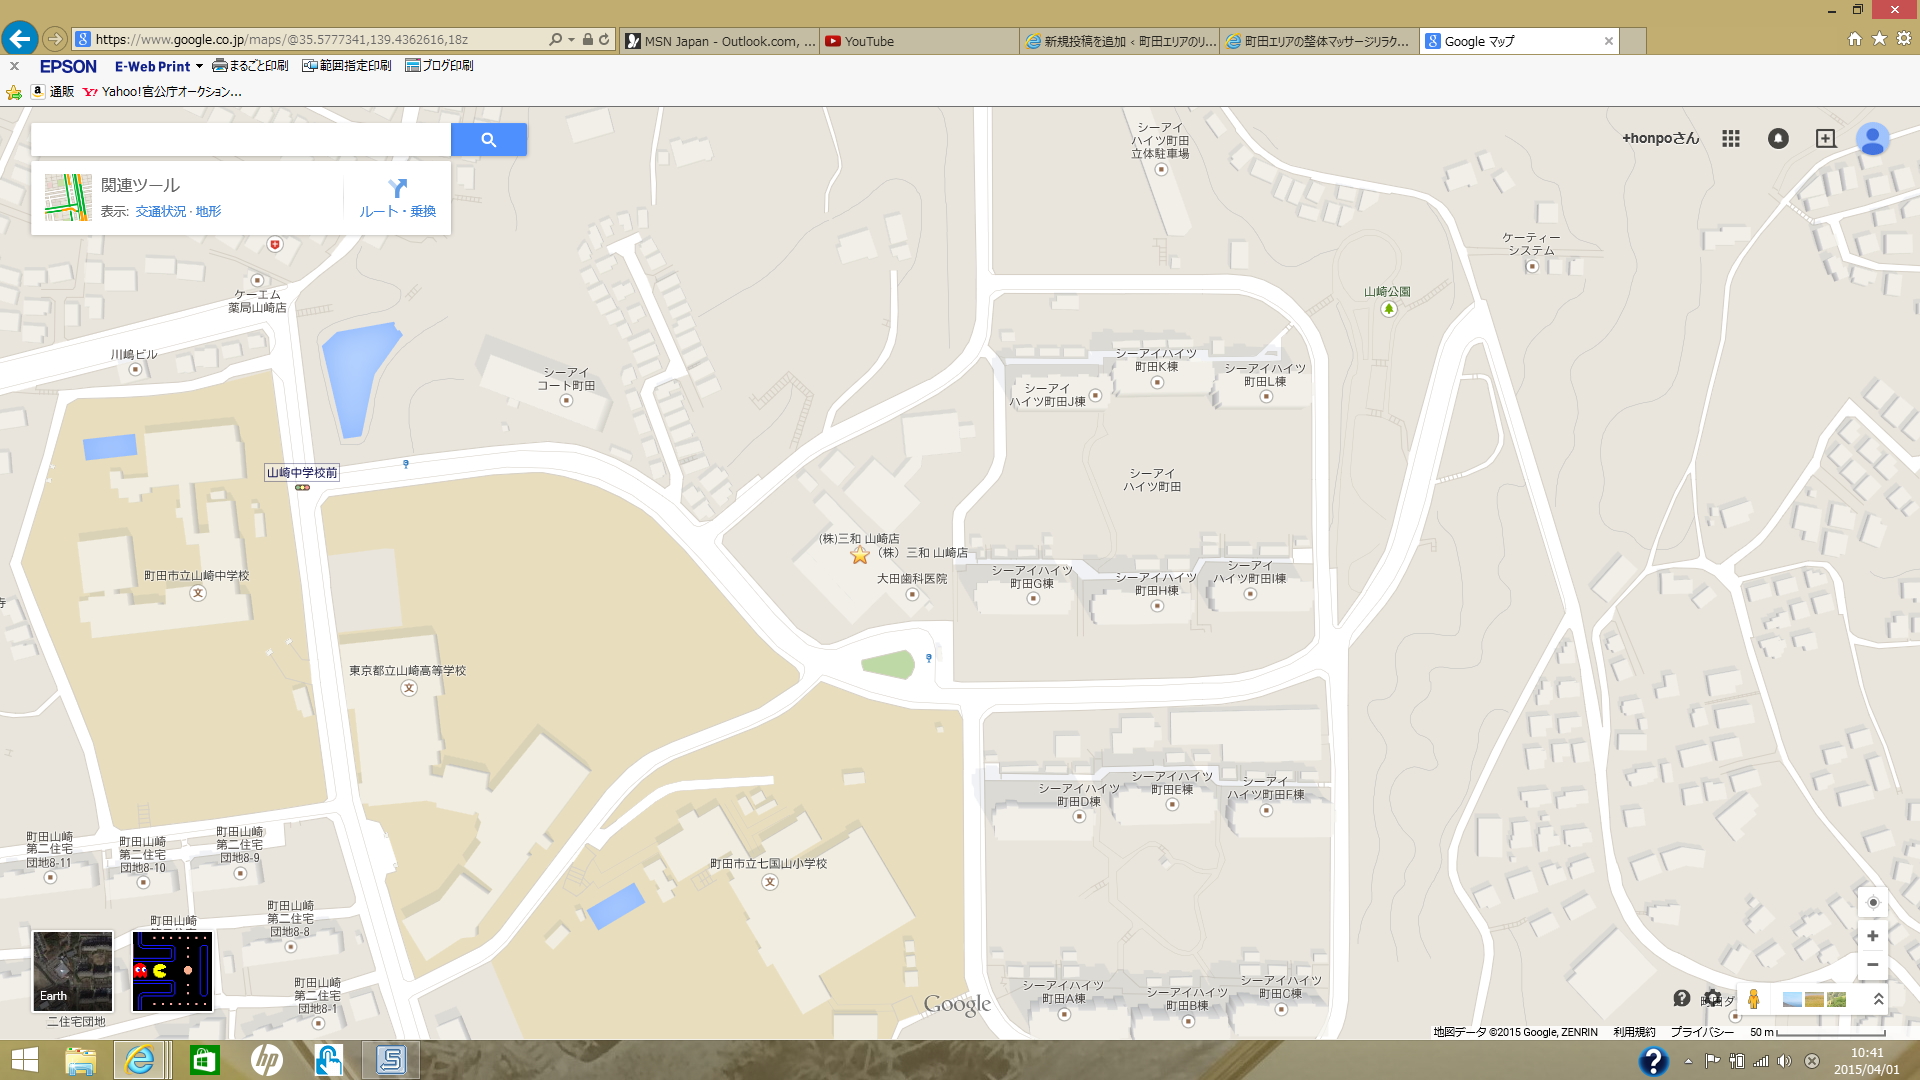 https://www.google.co.jp/maps/@35.5777341,139.4362616,18z
MSN Japan - Outlook.com, ...
YouTube
新規投稿を追加 ‹ 町田エリアのリ...
町田エリアの整体マッサージリラク...
Google マップ
EPSON
E-Web Print
まるごと印刷
範囲指定印刷
ブログ印刷
通販
Yahoo!官公庁オークション...
関連ツール
表示: 交通状況 · 地形
ルート・乗換
+honpoさん
シーアイ
ハイツ町田
立体駐車場
ケーティー
システム
山崎公園
ケーエム
薬局山崎店
川嶋ビル
シーアイ
コート町田
シーアイハイツ
町田K棟
シーアイ
ハイツ町田J棟
シーアイハイツ
町田L棟
山崎中学校前
シーアイ
ハイツ町田
(株)三和 山崎店
（株）三和 山崎店
大田歯科医院
シーアイハイツ
町田G棟
シーアイハイツ
町田H棟
シーアイ
ハイツ町田I棟
町田市立山崎中学校
文
東京都立山崎高等学校
文
シーアイハイツ
町田D棟
シーアイハイツ
町田E棟
シーアイ
ハイツ町田F棟
町田山崎
第二住宅
団地8-11
町田山崎
第二住宅
団地8-10
町田山崎
第二住宅
団地8-9
町田市立七国山小学校
文
町田山崎
町田山崎
第二住宅
団地8-8
町田山崎
第二住宅
団地8-1
Earth
二住宅団地
シーアイハイツ
町田A棟
シーアイハイツ
町田B棟
シーアイハイツ
町田C棟
Google
地図データ ©2015 Google, ZENRIN
利用規約
プライバシー
50 m
10:41
2015/04/01